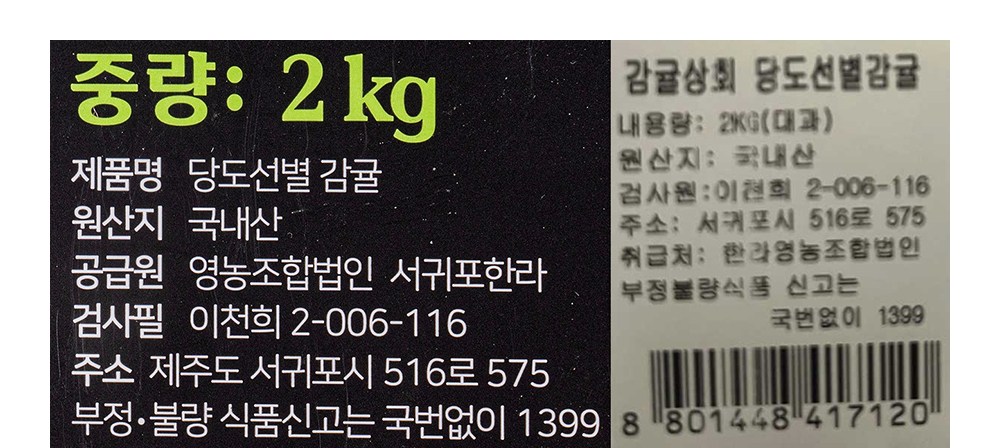 중량: 2kg
제품명 당도선별 감귤
원산지 국내산
공급원 영농조합법인 서귀포한라
검사필 이천희 2-006-116
주소 제주도 서귀포시 516로 575
부정·불량 식품신고는 국번없이 1399
감귤상회 당도선별감귤
내용량: 2KG(대과)
원산지: 국내산
검사원:이천희 2-006-116
주소: 서귀포시 516로 575
취급처: 한라영농조합법인
부정불량식품 신고는
국번없이 1399
8 801448 417120